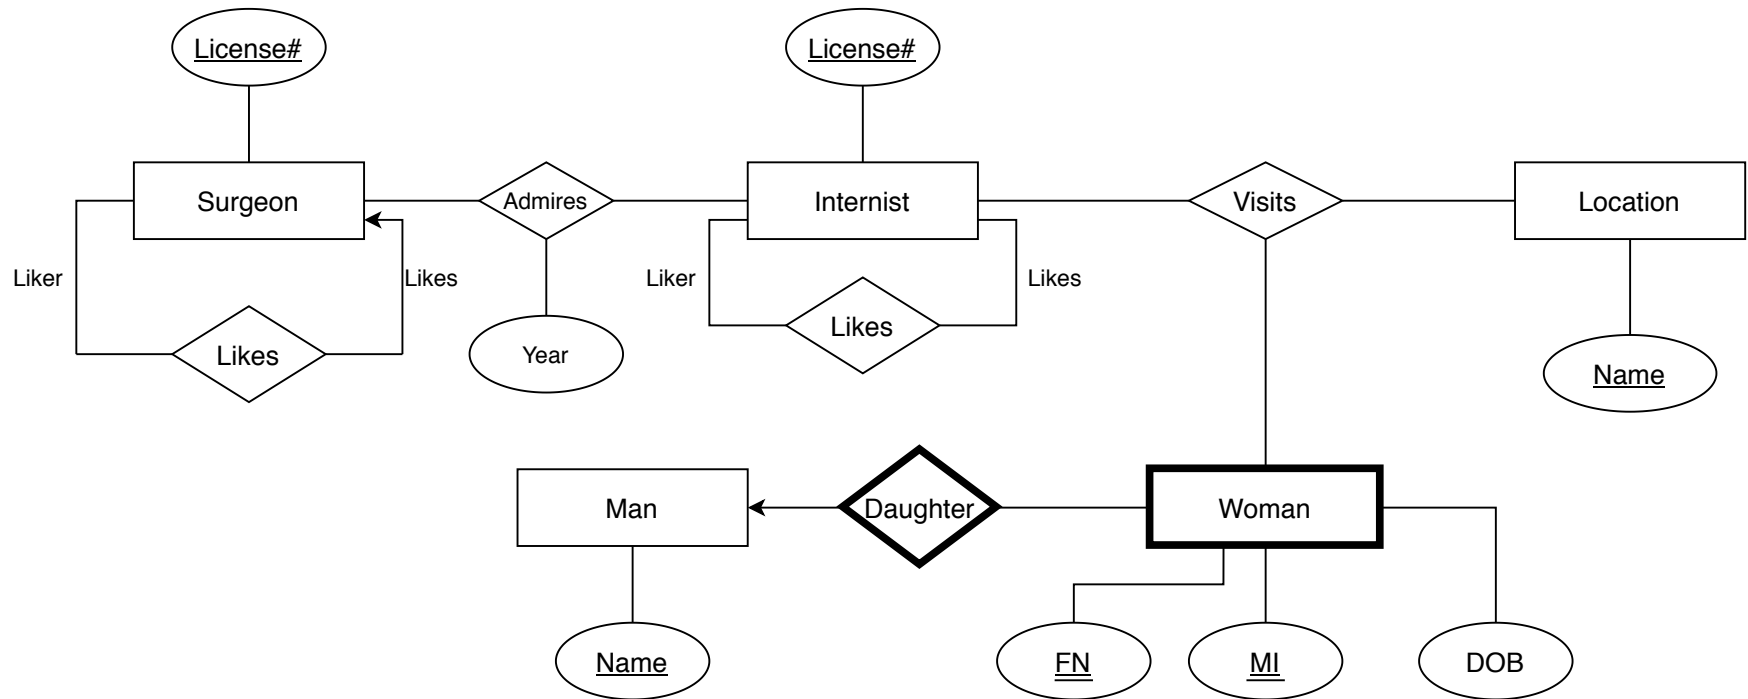 License#
License#
Surgeon
Admires
Internist
Visits
Location
Liker
Likes
Liker
Likes
Likes
Year
Likes
Name
Man
Daughter
Woman
Name
FN
MI
DOB